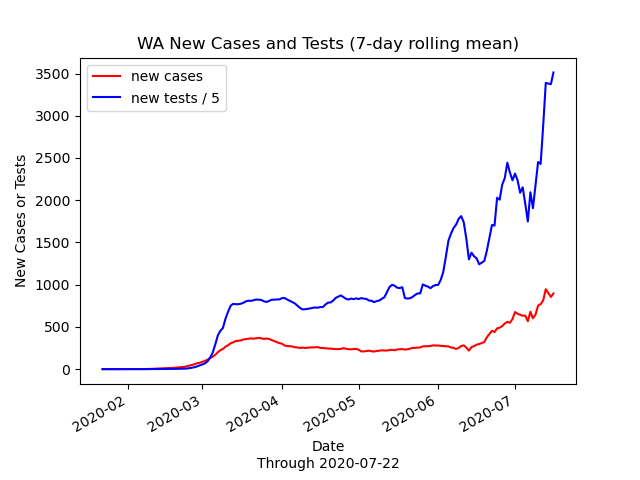 WA New Cases and Tests (7-day rolling mean)
new cases
new tests / 5
3500
3000
2500
2000
1500
1000
500
0
New Cases or Tests
2020-02
2020-03
2020-04
2020-05
2020-06
2020-07
Date
Through 2020-07-22